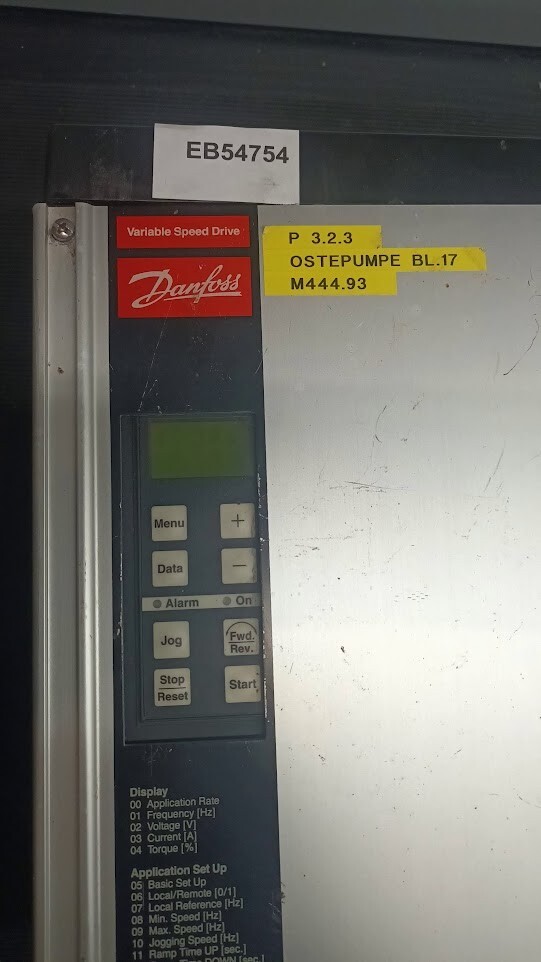 EB54754
Variable Speed Drive
Danfoss
P 3.2.3
OSTEPUMPE BL.17
M444.93
Menu
+
Data
—
Alarm
On
Jog
Fwd.
Rev.
Stop
Reset
Start
Display
00 Application Rate
01 Frequency [Hz]
02 Voltage [V]
03 Current [A]
04 Torque [%]
Application Set Up
05 Basic Set Up
06 Local/Remote [0/1]
07 Local Reference [Hz]
08 Min. Speed [Hz]
09 Max. Speed [Hz]
10 Jogging Speed [Hz]
11 Ramp Time UP [sec.]
Time DOWN [sec.]